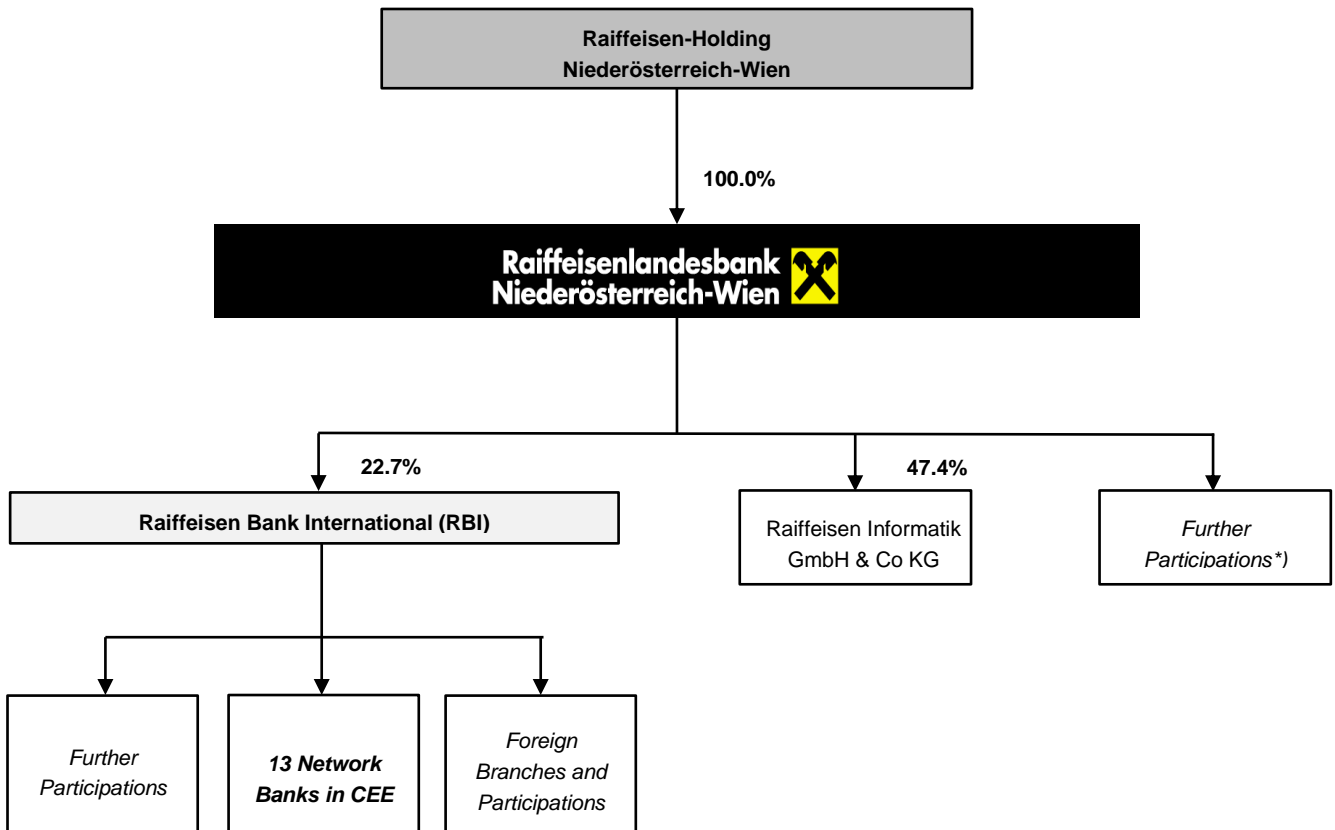 Raiffeisen-Holding
Niederösterreich-Wien
100.0%
Raiffeisenlandesbank
Niederösterreich-Wien
22.7%
47.4%
Raiffeisen Bank International (RBI)
Raiffeisen Informatik
GmbH & Co KG
Further
Participations*)
Further
Participations
13 Network
Banks in CEE
Foreign
Branches and
Participations